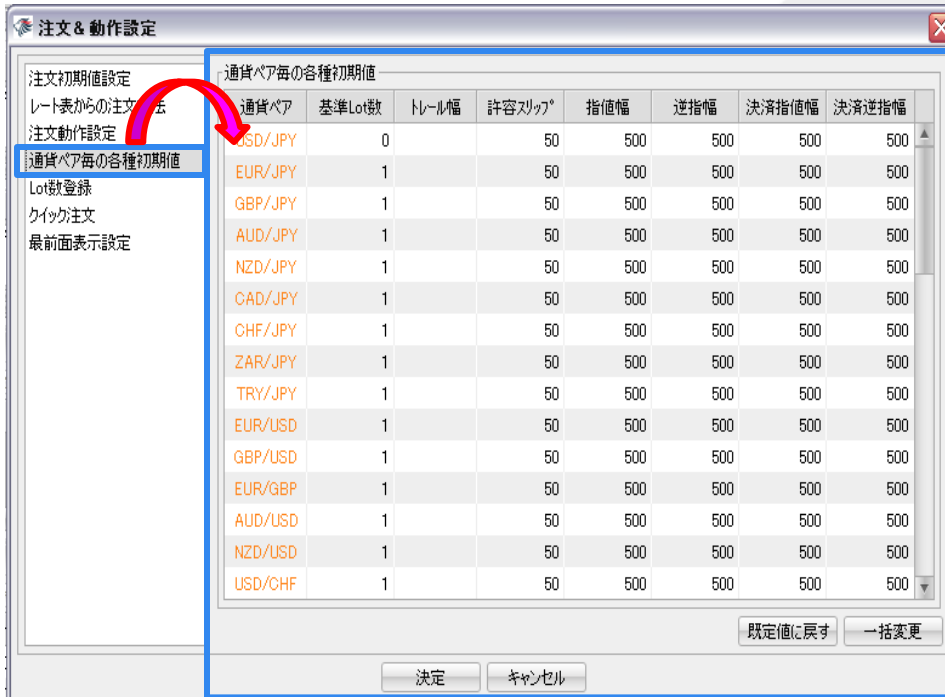 注文＆動作設定
注文初期値設定
レート表からの注文 法
注文動作設定
通貨ペア毎の各種初期値
Lot数登録
クイック注文
最前面表示設定
通貨ペア毎の各種初期値
通貨ペア 基準Lot数 トレール幅 許容スリップ 指値幅 逆指幅 決済指値幅 決済逆指幅
USD/JPY 0 50 500 500 500 500
EUR/JPY 1 50 500 500 500 500
GBP/JPY 1 50 500 500 500 500
AUD/JPY 1 50 500 500 500 500
NZD/JPY 1 50 500 500 500 500
CAD/JPY 1 50 500 500 500 500
CHF/JPY 1 50 500 500 500 500
ZAR/JPY 1 50 500 500 500 500
TRY/JPY 1 50 500 500 500 500
EUR/USD 1 50 500 500 500 500
GBP/USD 1 50 500 500 500 500
EUR/GBP 1 50 500 500 500 500
AUD/USD 1 50 500 500 500 500
NZD/USD 1 50 500 500 500 500
USD/CHF 1 50 500 500 500 500
既定値に戻す 一括変更
決定 キャンセル